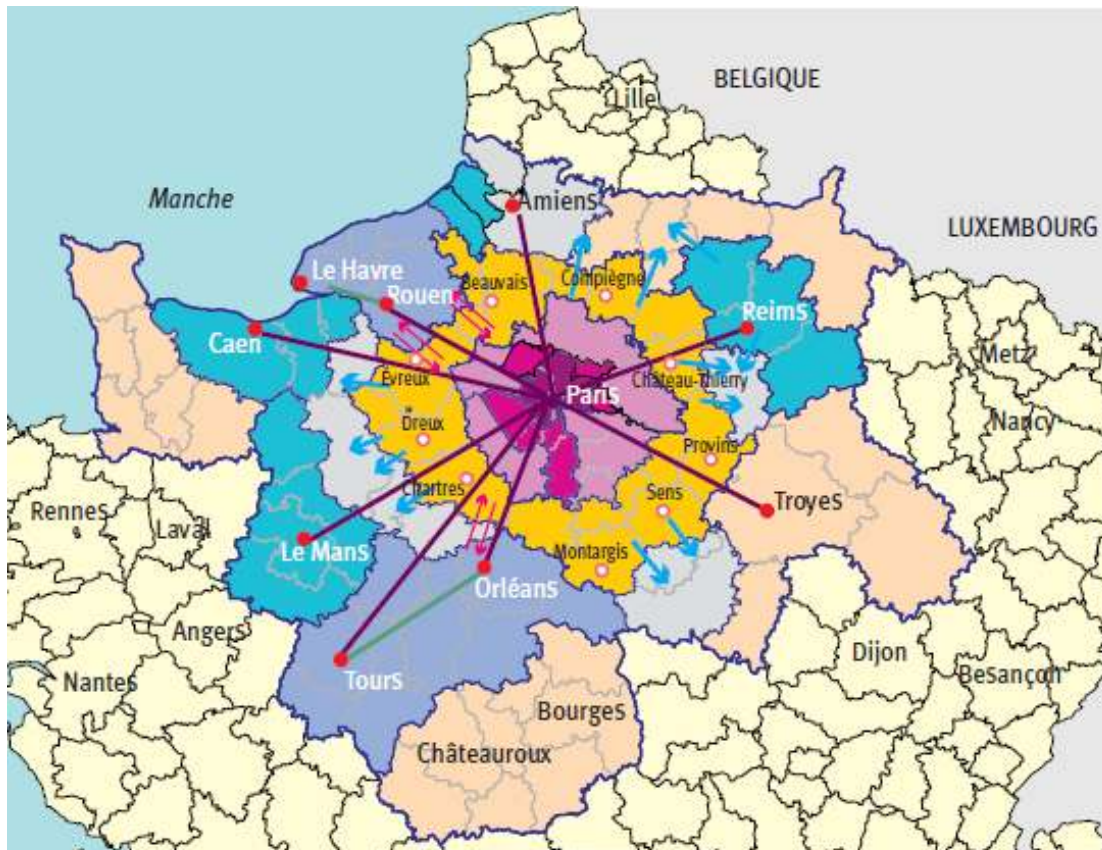 BELGIQUE
Lille
Manche
Amiens
LUXEMBOURG
Le Havre
Rouen
Beauvais
Compiègne
Reims
Caen
Metz
Évreux
Paris
Château-Thierry
Dreux
Nancy
Provins
Chartres
Sens
Troyes
Rennes
Laval
Le Mans
Montargis
Orléans
Angers
Dijon
Besançon
Nantes
Tours
Bourges
Châteauroux